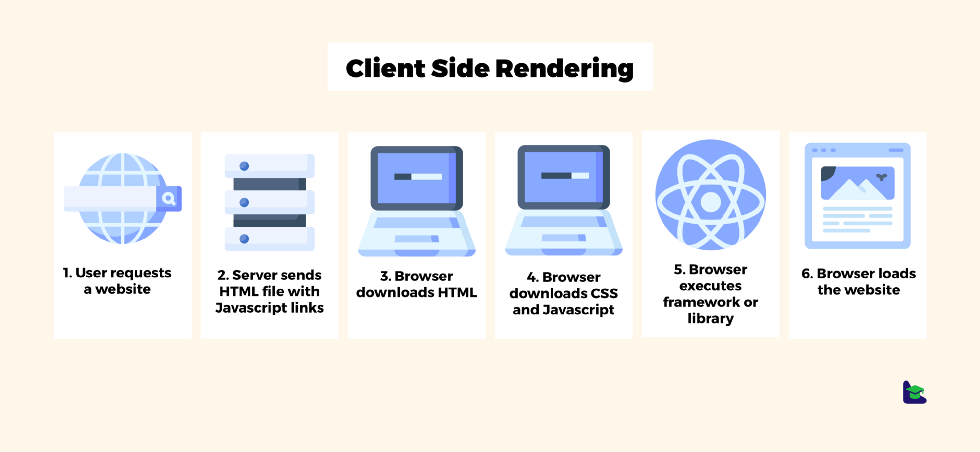 Client Side Rendering
1. User requests
a website
2. Server sends
HTML file with
Javascript links
3. Browser
downloads HTML
4. Browser
downloads CSS
and Javascript
5. Browser
executes
framework or
library
6. Browser loads
the website